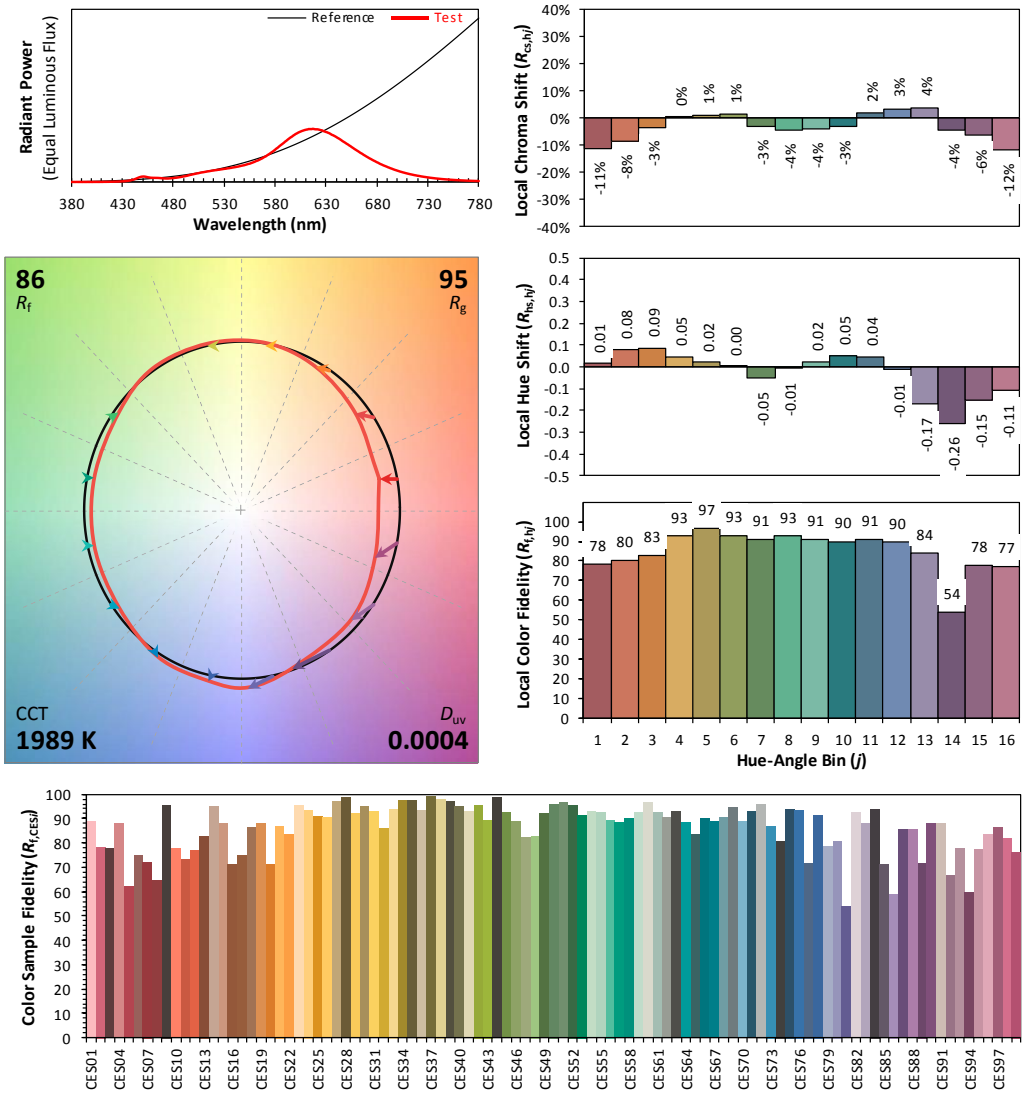 Reference Test
Radiant Power
(Equal Luminous Flux)
380 430 480 530 580 630 680 730 780
Wavelength (nm)
Local Chroma Shift (Rcs,hj)
40%
30%
20%
10%
0%
-10%
-20%
-30%
-40%
-11% -8% -3% 0% 1% 1% -3% -4% -4% -3% 2% 3% 4% -4% -6% -12%
86
Rf
95
Rg
CCT
1989 K
Duv
0.0004
Local Hue Shift (Rhs,hj)
0.5
0.4
0.3
0.2
0.1
0.0
-0.1
-0.2
-0.3
-0.4
-0.5
0.01 0.08 0.09 0.05 0.02 0.00 -0.05 -0.01 0.02 0.05 0.04 -0.01 -0.17 -0.26 -0.15 -0.11
Local Color Fidelity (Rf,hj)
100
90
80
70
60
50
40
30
20
10
0
78 80 83 93 97 93 91 93 91 90 91 90 84 54 78 77
1 2 3 4 5 6 7 8 9 10 11 12 13 14 15 16
Hue-Angle Bin (j)
Color Sample Fidelity (Rf,CESi)
100
90
80
70
60
50
40
30
20
10
0
CES01 CES04 CES07 CES10 CES13 CES16 CES19 CES22 CES25 CES28 CES31 CES34 CES37 CES40 CES43 CES46 CES49 CES52 CES55 CES58 CES61 CES64 CES67 CES70 CES73 CES76 CES79 CES82 CES85 CES88 CES91 CES94 CES97